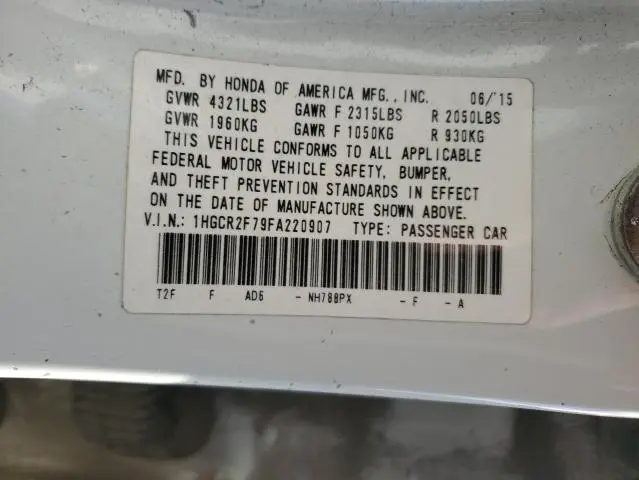 MFD. BY HONDA OF AMERICA MFG., INC. 06/'15
GVWR 4321LBS GAWR F 2315LBS R 2050LBS
GVWR 1960KG GAWR F 1050KG R 930KG
THIS VEHICLE CONFORMS TO ALL APPLICABLE
FEDERAL MOTOR VEHICLE SAFETY, BUMPER,
AND THEFT PREVENTION STANDARDS IN EFFECT
ON THE DATE OF MANUFACTURE SHOWN ABOVE.
V.I.N.: 1HGCR2F79FA220907 TYPE: PASSENGER CAR
T2F F AD6 - NH788PX - F - A